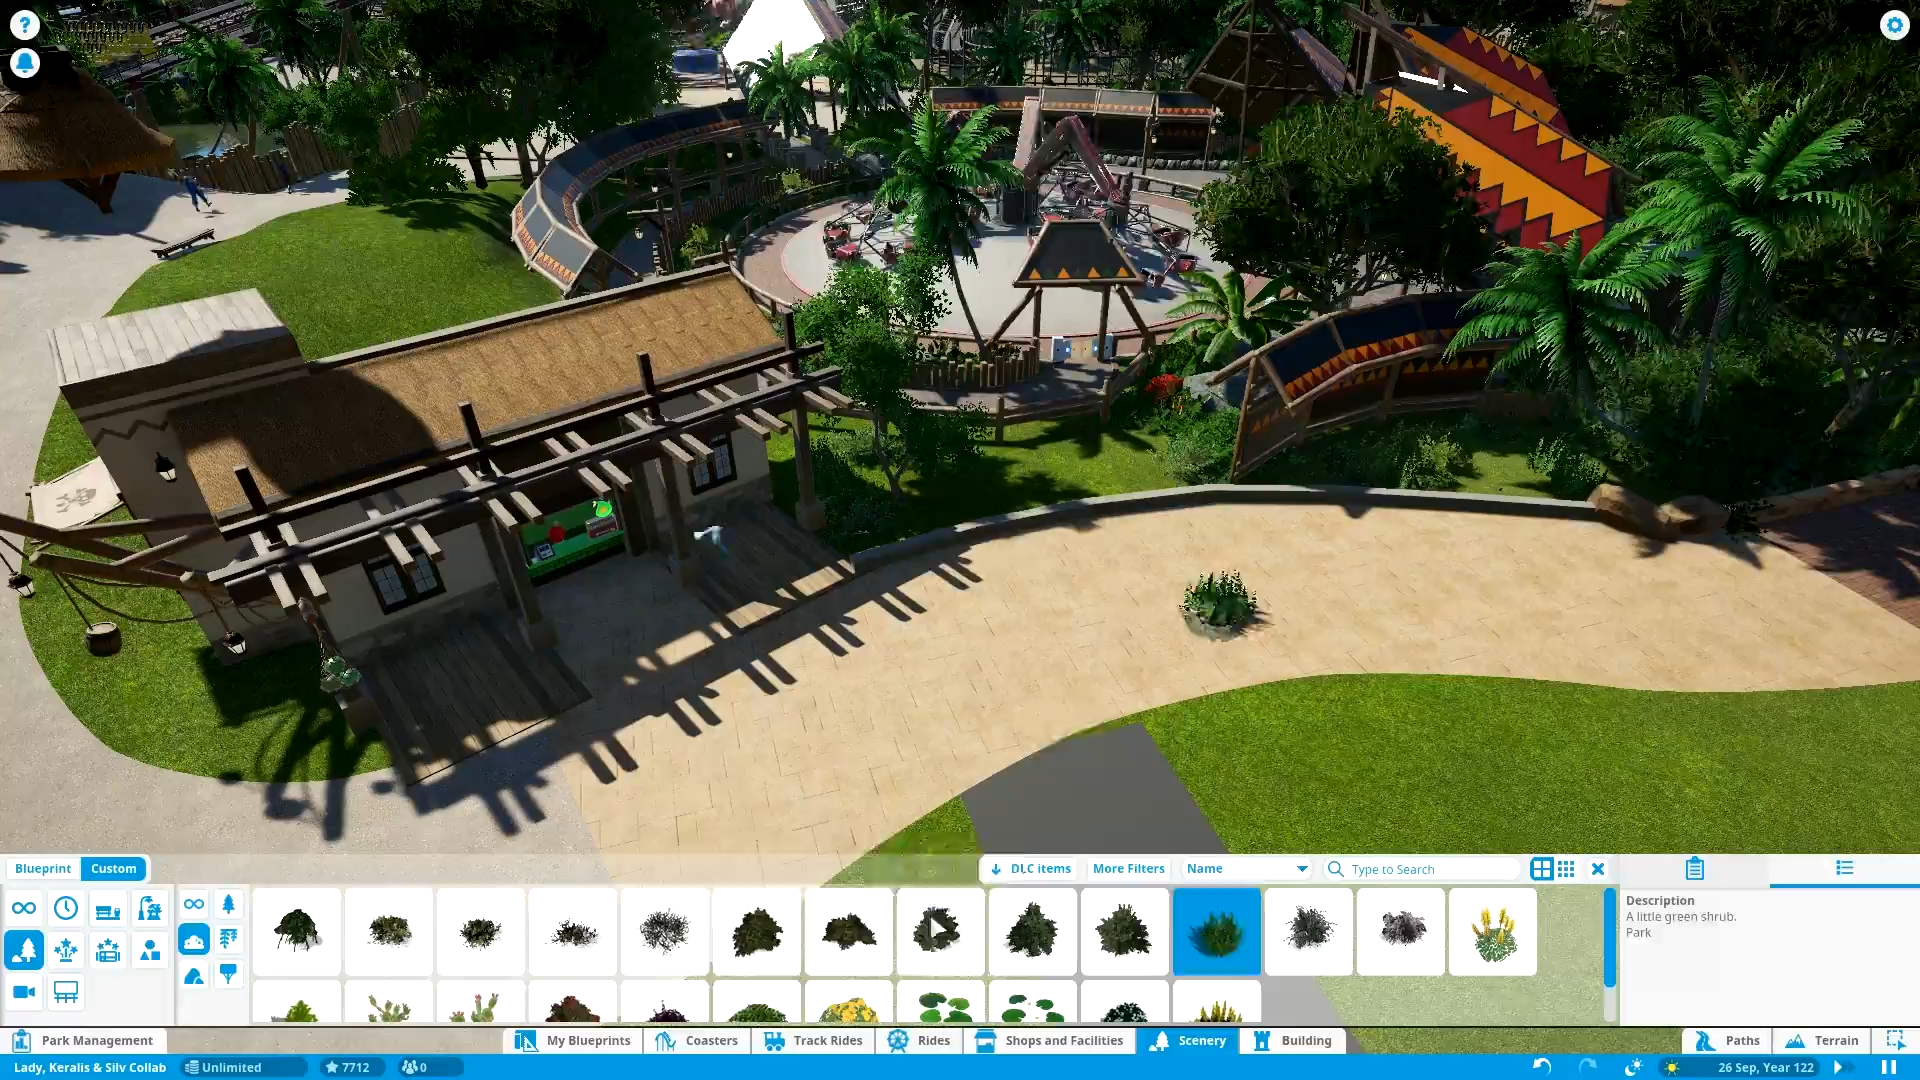 ?
Blueprint
Custom
DLC items
More Filters
Name
Type to Search
Description
A little green shrub.
Park
Park Management
My Blueprints
Coasters
Track Rides
Rides
Shops and Facilities
Scenery
Building
Paths
Terrain
Lady, Keralis & Silv Collab
Unlimited
7712
0
26 Sep, Year 122